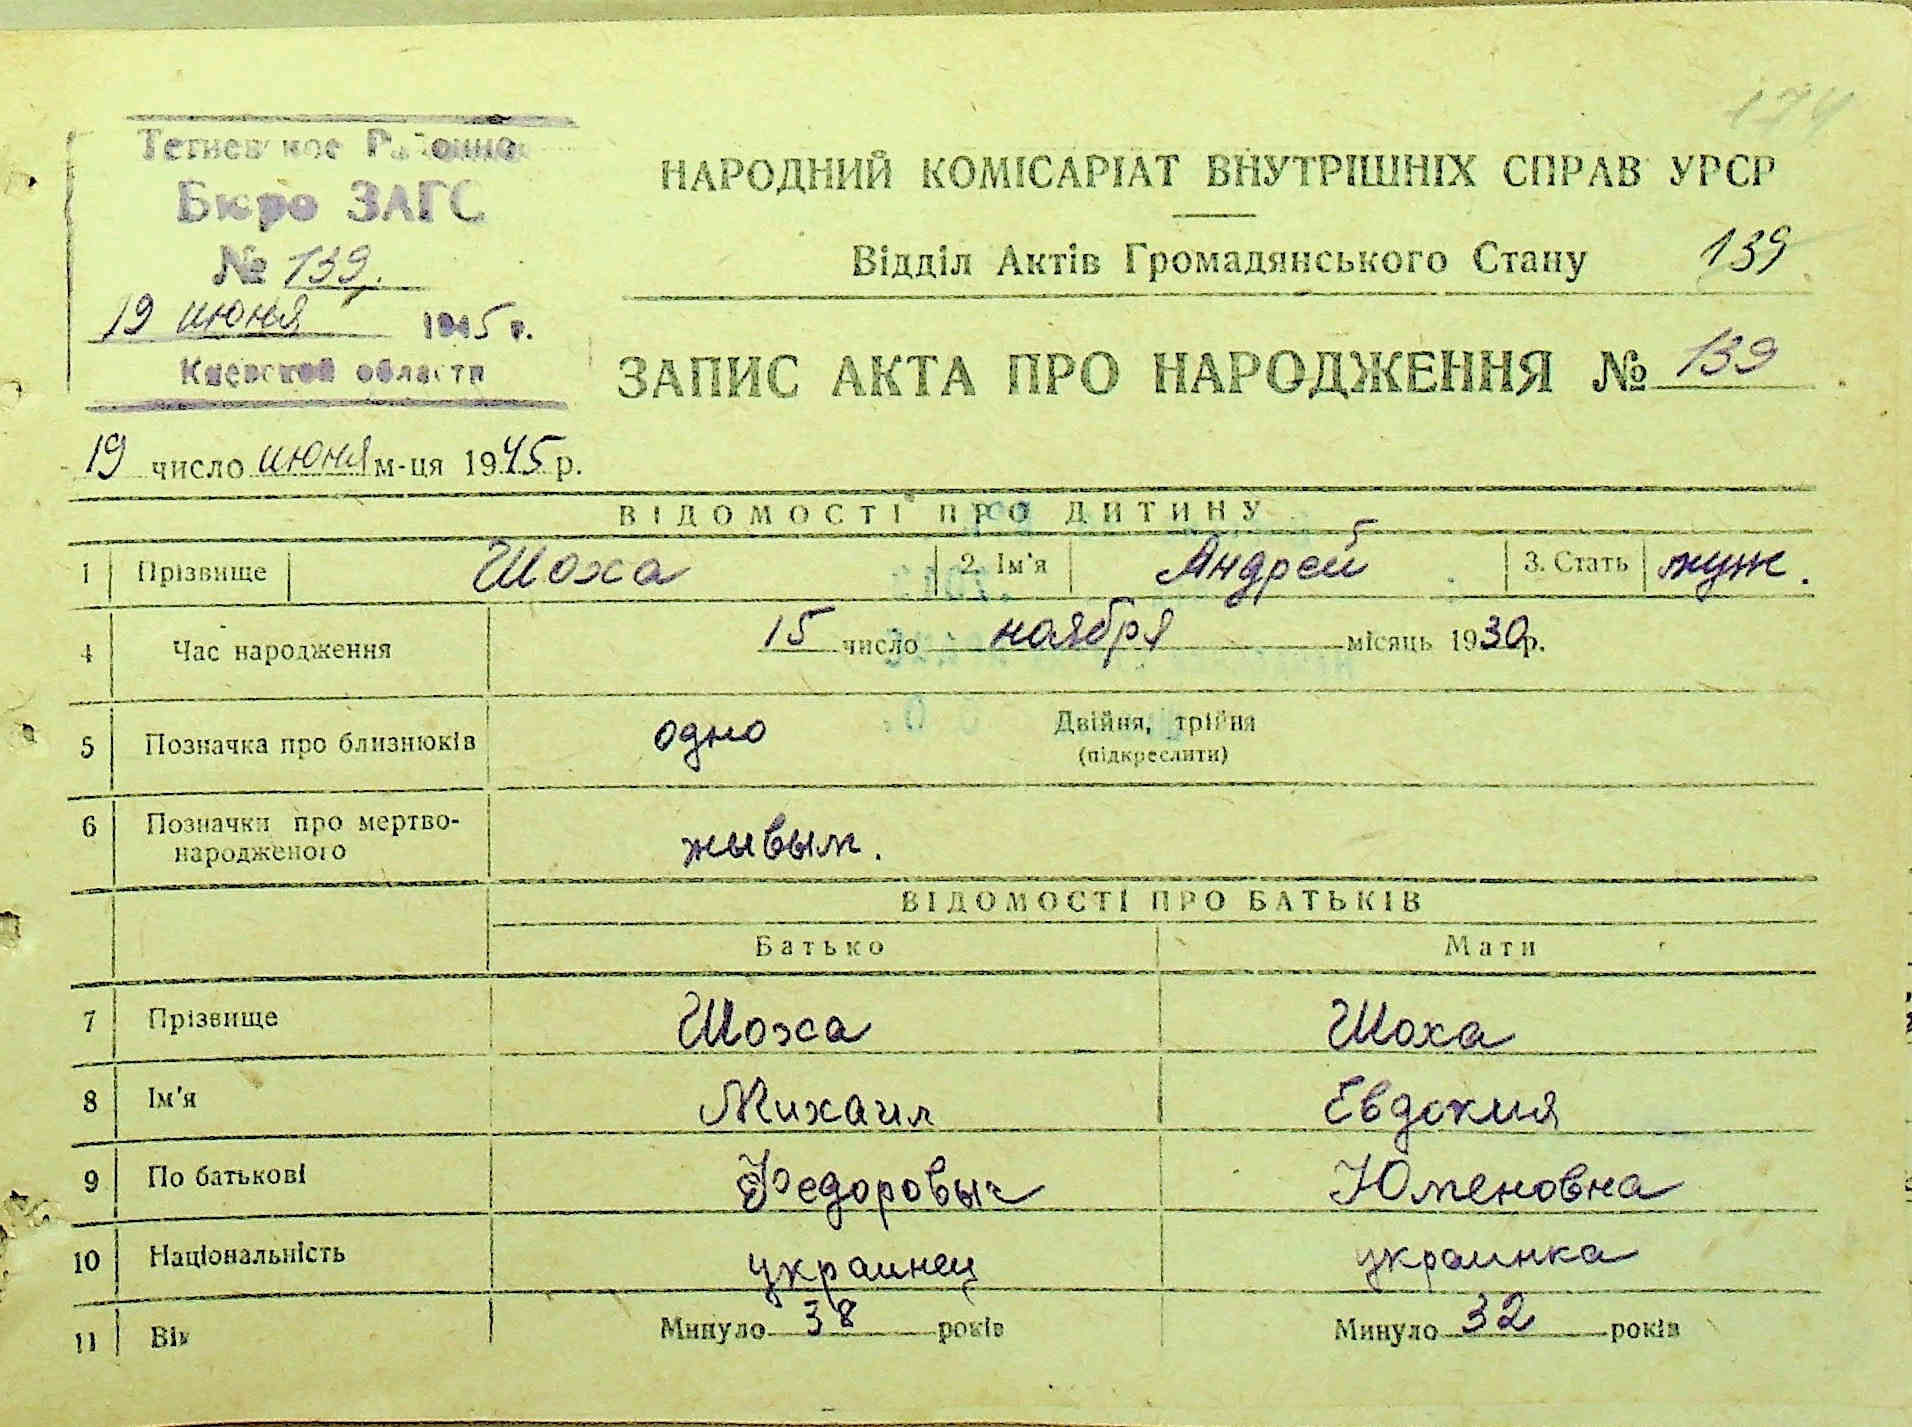 174
Тетиевское Районное
Бюро ЗАГС
№ 139.
19 июня 1945 г.
Киевской области
НАРОДНИЙ КОМІСАРІАТ ВНУТРІШНІХ СПРАВ УРСР
Відділ Актів Громадянського Стану 139
ЗАПИС АКТА ПРО НАРОДЖЕННЯ № 139
19 число июня м-ця 1945 р.
ВІДОМОСТІ ПРО ДИТИНУ
1 Прізвище Шоха 2. Ім'я Андрей 3. Стать муж.
4 Час народження 15 число ноября місяць 1930р.
5 Позначка про близнюків одно Двійня, трійня
(підкреслити)
6 Позначки про мертво-
народженого живым.
ВІДОМОСТІ ПРО БАТЬКІВ
Батько Мати
7 Прізвище Шоха Шоха
8 Ім'я Михаил Евдокия
9 По батькові Федоровыч Юменовна
10 Національність украинец украинка
11 Вік Минуло 38 років Минуло 32 років